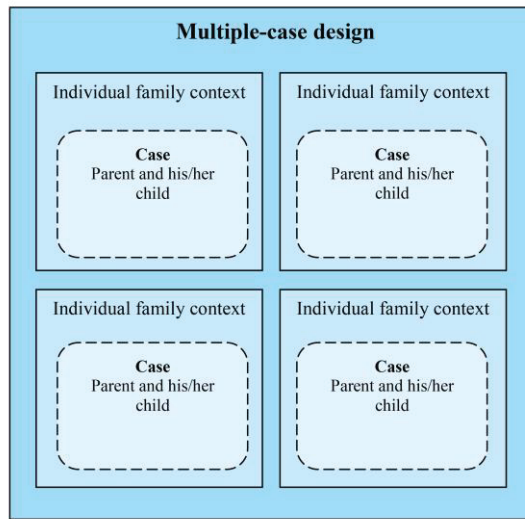 Multiple-case design
Individual family context
Case
Parent and his/her
child
Individual family context
Case
Parent and his/her
child
Individual family context
Case
Parent and his/her
child
Individual family context
Case
Parent and his/her
child